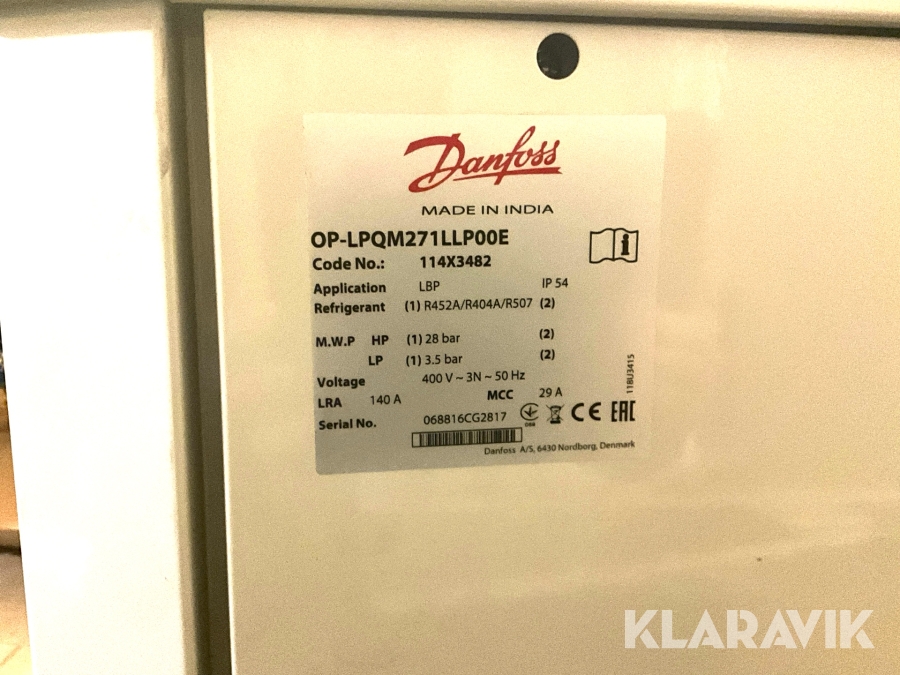 Danfoss
MADE IN INDIA
OP-LPQM271LLP00E
Code No.: 114X3482
Application LBP IP 54
Refrigerant (1) R452A/R404A/R507 (2)
M.W.P HP (1) 28 bar (2)
LP (1) 3.5 bar (2)
Voltage 400 V ~ 3N ~ 50 Hz
LRA 140 A MCC 29 A
Serial No. 068816CG2817
CE EAC
Danfoss A/S, 6430 Nordborg, Denmark
118U3415
KLARAVIK